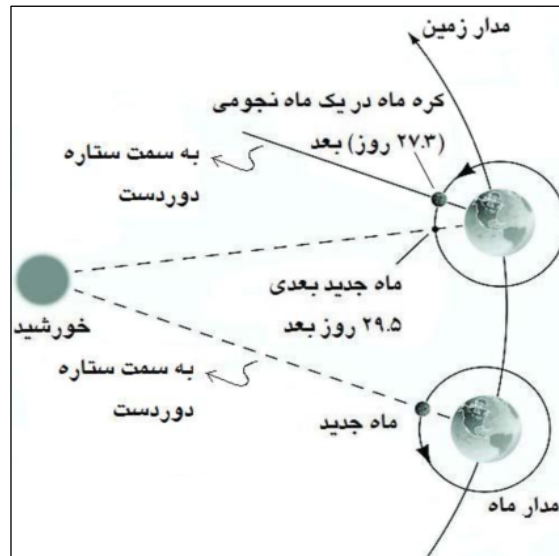 مدار زمین
کره ماه در یک ماه نجومی
(۲۷.۳ روز) بعد
به سمت ستاره
دوردست
ماه جدید بعدی
۲۹.۵ روز بعد
خورشید
به سمت ستاره
دوردست
ماه جدید
مدار ماه